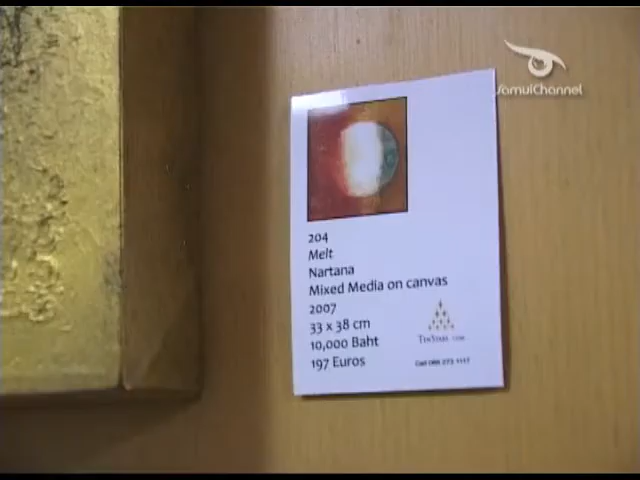 SamuiChannel
204
Melt
Nartana
Mixed Media on canvas
2007
33 x 38 cm
10,000 Baht
197 Euros